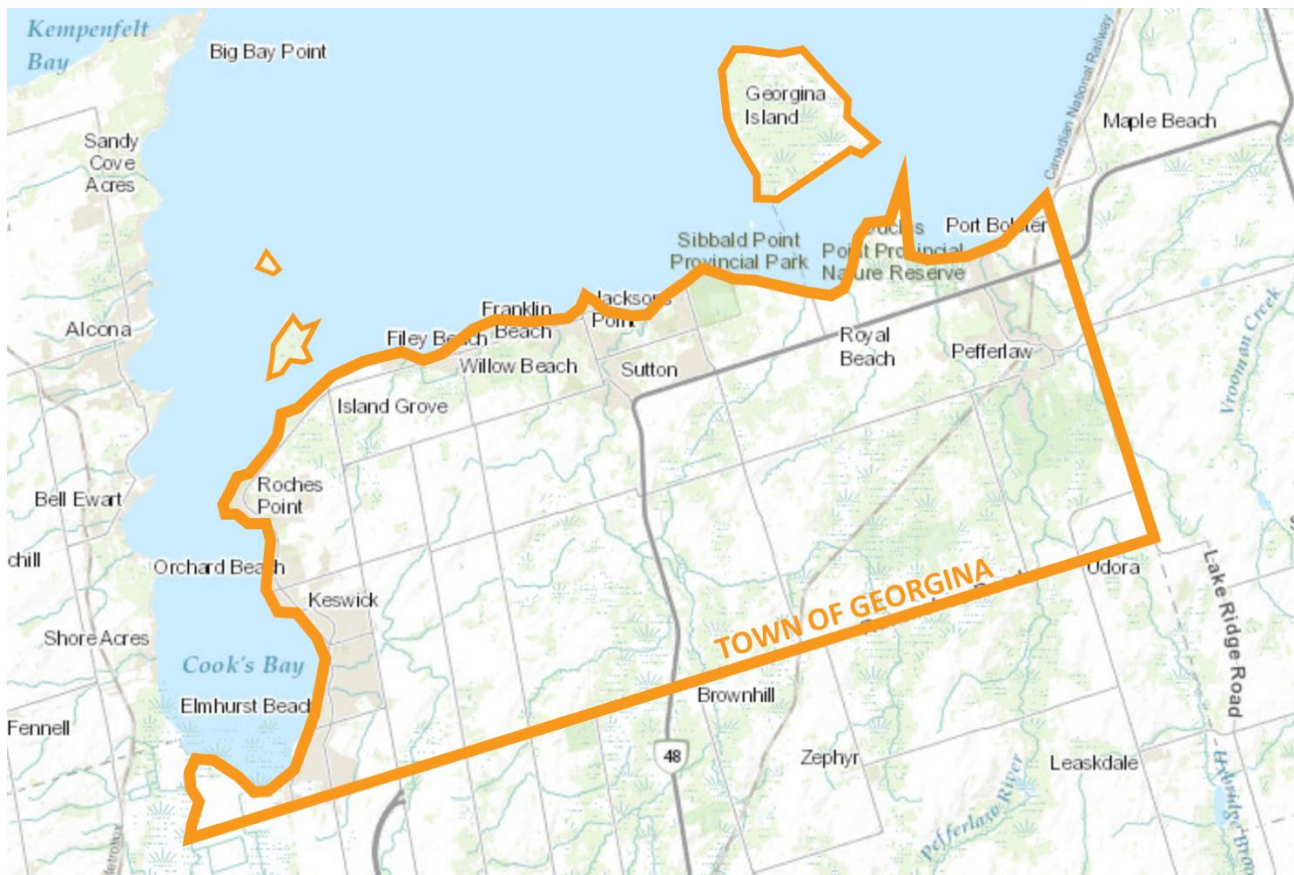 Kempenfelt
Bay
Big Bay Point
Georgina
Island
Canadian National Railway
Maple Beach
Sandy
Cove
Acres
Sibbald Point
Provincial Park
Port Bolster
Point Provincial
Nature Reserve
Vrooman Creek
Alcona
Franklin
Beach
Jacksons
Point
Filey Beach
Willow Beach
Sutton
Royal
Beach
Pefferlaw
Island Grove
Roches
Point
Bell Ewart
chill
Orchard Beach
Keswick
Udora
Lake Ridge Road
TOWN OF GEORGINA
Shore Acres
Cook's Bay
Elmhurst Beach
Brownhill
Fennell
48
Zephyr
Leaskdale
Pefferlaw River